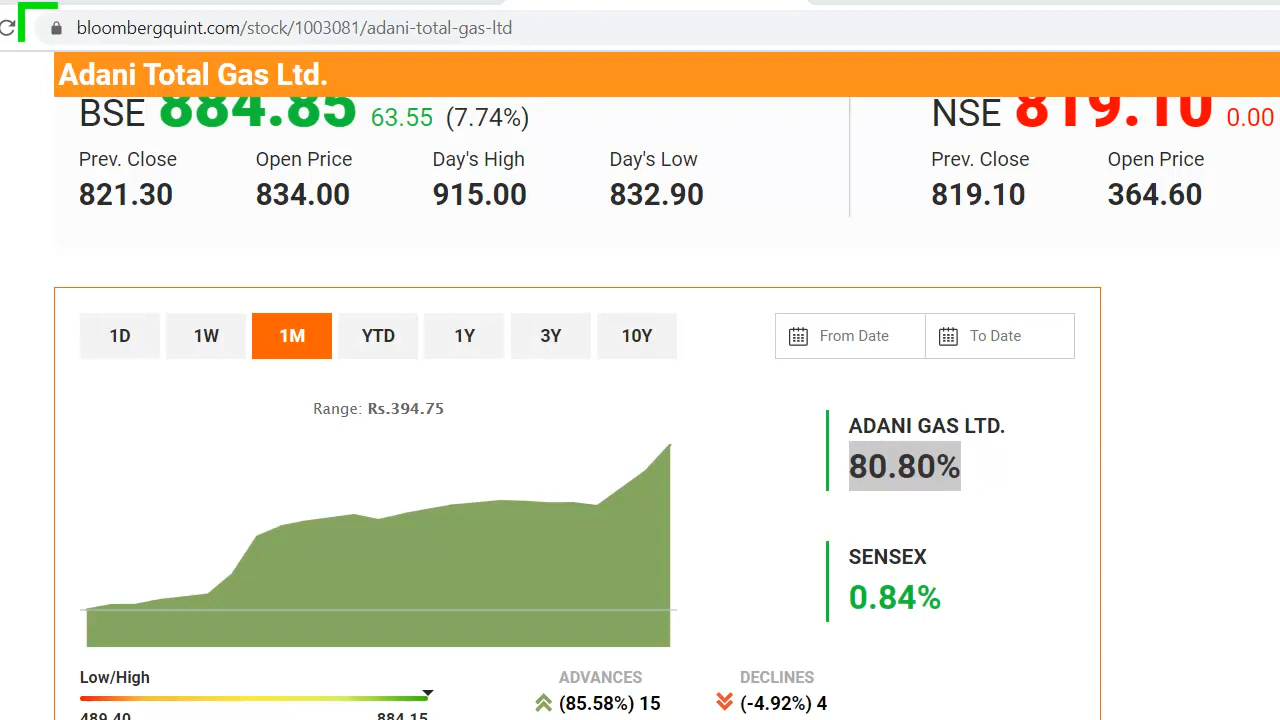 bloombergquint.com/stock/1003081/adani-total-gas-ltd
Adani Total Gas Ltd.
BSE 884.85 63.55 (7.74%)
NSE 819.10 0.00
Prev. Close Open Price Day's High Day's Low
821.30 834.00 915.00 832.90
Prev. Close Open Price
819.10 364.60
1D 1W 1M YTD 1Y 3Y 10Y
From Date To Date
Range: Rs.394.75
ADANI GAS LTD.
80.80%
SENSEX
0.84%
Low/High
489.40 884.15
ADVANCES DECLINES
(85.58%) 15 (-4.92%) 4